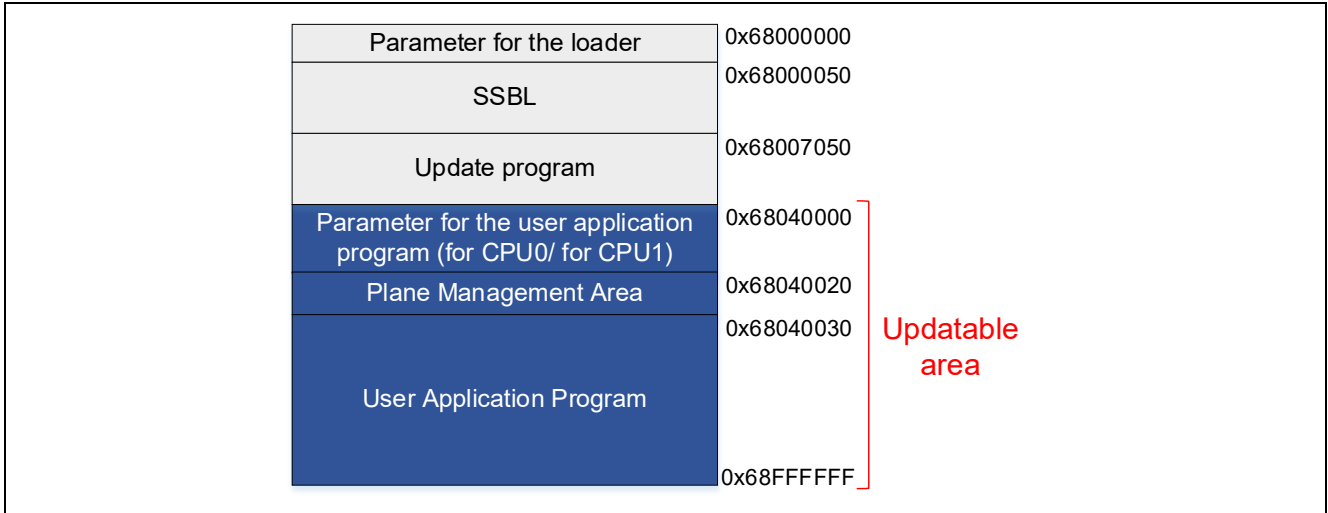 Parameter for the loader
0x68000000
SSBL
0x68000050
Update program
0x68007050
Parameter for the user application
program (for CPU0/ for CPU1)
0x68040000
Plane Management Area
0x68040020
0x68040030
User Application Program
Updatable
area
0x68FFFFFF